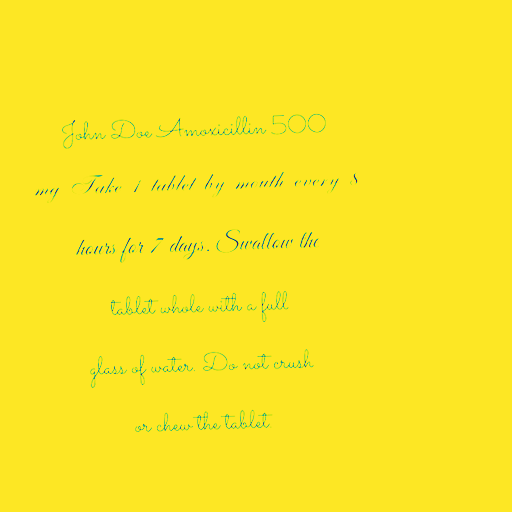 John Doe Amoxicillin 500
mg Take 1 tablet by mouth every 8
hours for 7 days. Swallow the
tablet whole with a full
glass of water. Do not crush
or chew the tablet